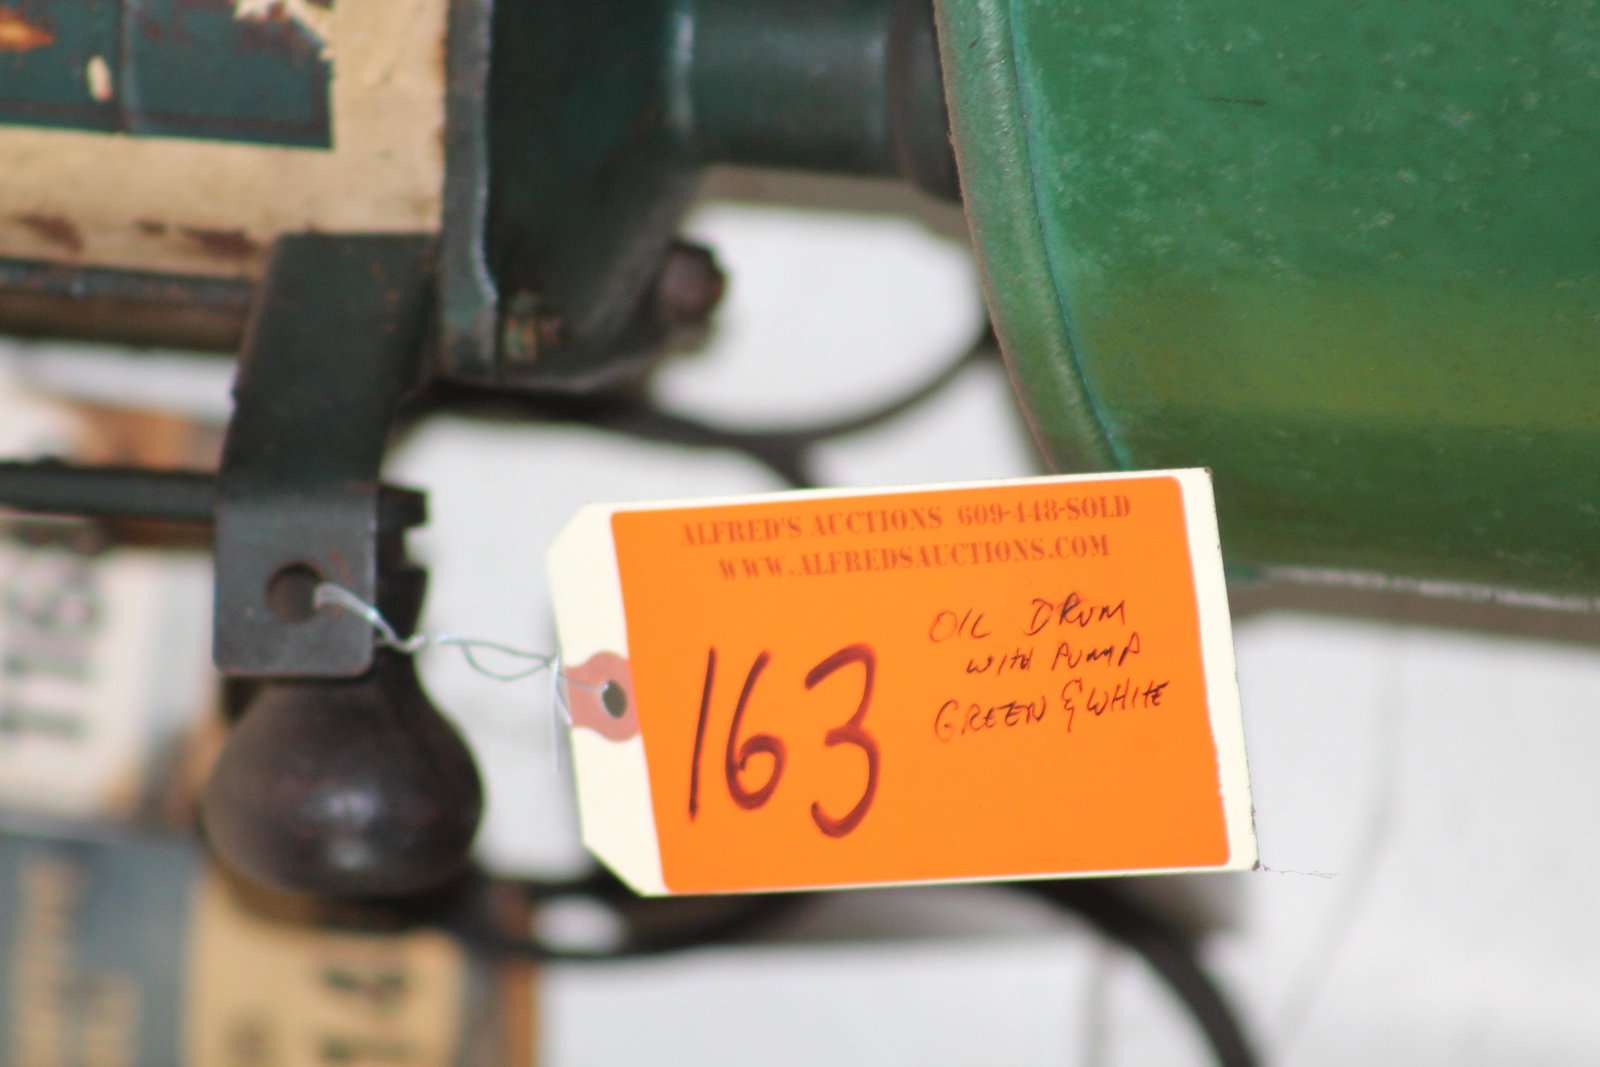 ALFRED'S AUCTIONS 609-448-SOLD
WWW.ALFREDSAUCTIONS.COM
163
OIL DRUM
WITH PUMP
GREEN & WHITE